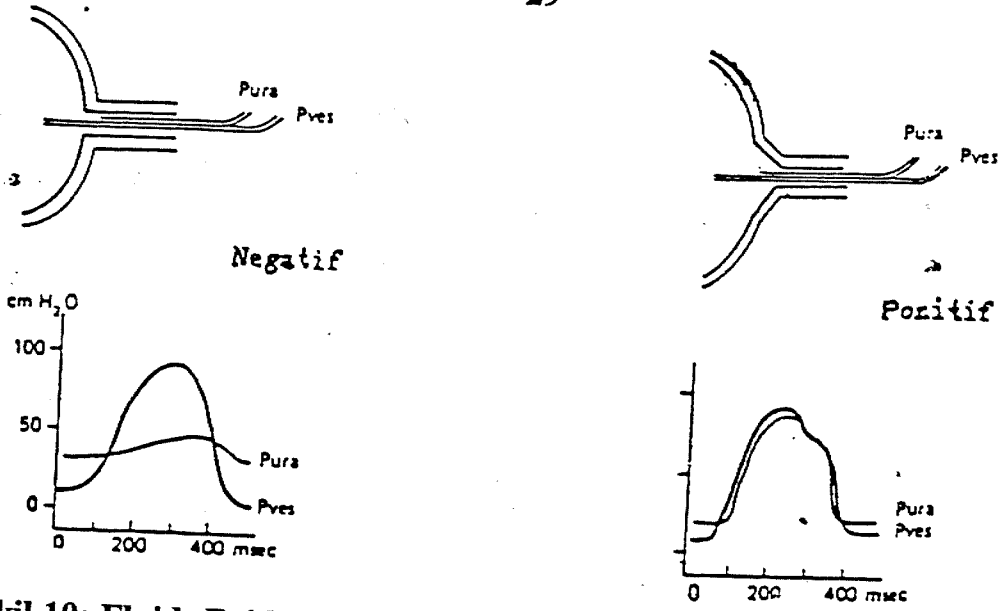 Pura
Pves
Negatif
cm H₂O
100
50
0
Pura
Pves
0 200 400 msec
Pura
Pves
Pozitif
Pura
Pves
0 200 400 msec